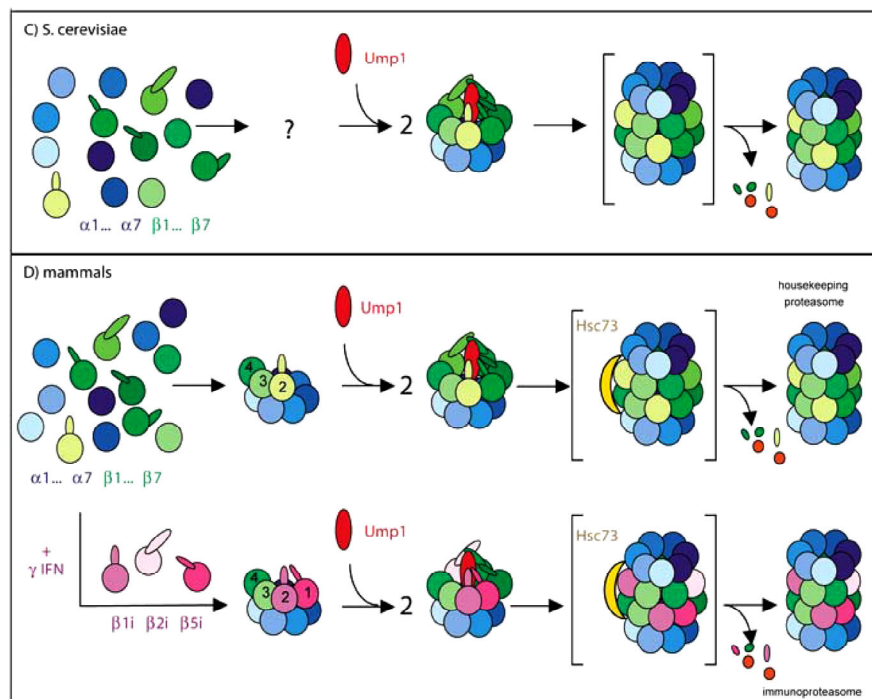 C) S. cerevisiae
Ump1
?
2
α1... α7 β1... β7
D) mammals
housekeeping
proteasome
Ump1
Hsc73
4
3
2
2
α1... α7 β1... β7
+
γ IFN
Ump1
Hsc73
4
3
2
1
2
β1i β2i β5i
immunoproteasome